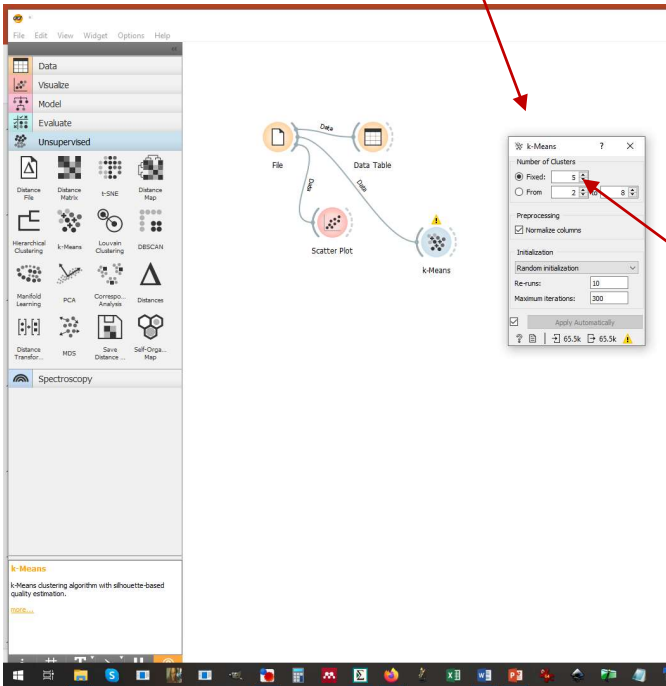 File Edit View Widget Options Help
Data
Visualize
Model
Evaluate
Unsupervised
Distance File
Distance Matrix
t-SNE
Distance Map
Hierarchical Clustering
k-Means
Louvain Clustering
DBSCAN
Manifold Learning
PCA
Correspo... Analysis
Distances
Distance Transfor...
MDS
Save Distance ...
Self-Orga... Map
Spectroscopy
k-Means
k-Means clustering algorithm with silhouette-based
quality estimation.
more...
File
Data
Data Table
Data
Scatter Plot
Data
k-Means
k-Means ? ×
Number of Clusters
Fixed: 5
From 2 to 8
Preprocessing
Normalize columns
Initialization
Random initialization
Re-runs: 10
Maximum iterations: 300
Apply Automatically
? 65.5k 65.5k